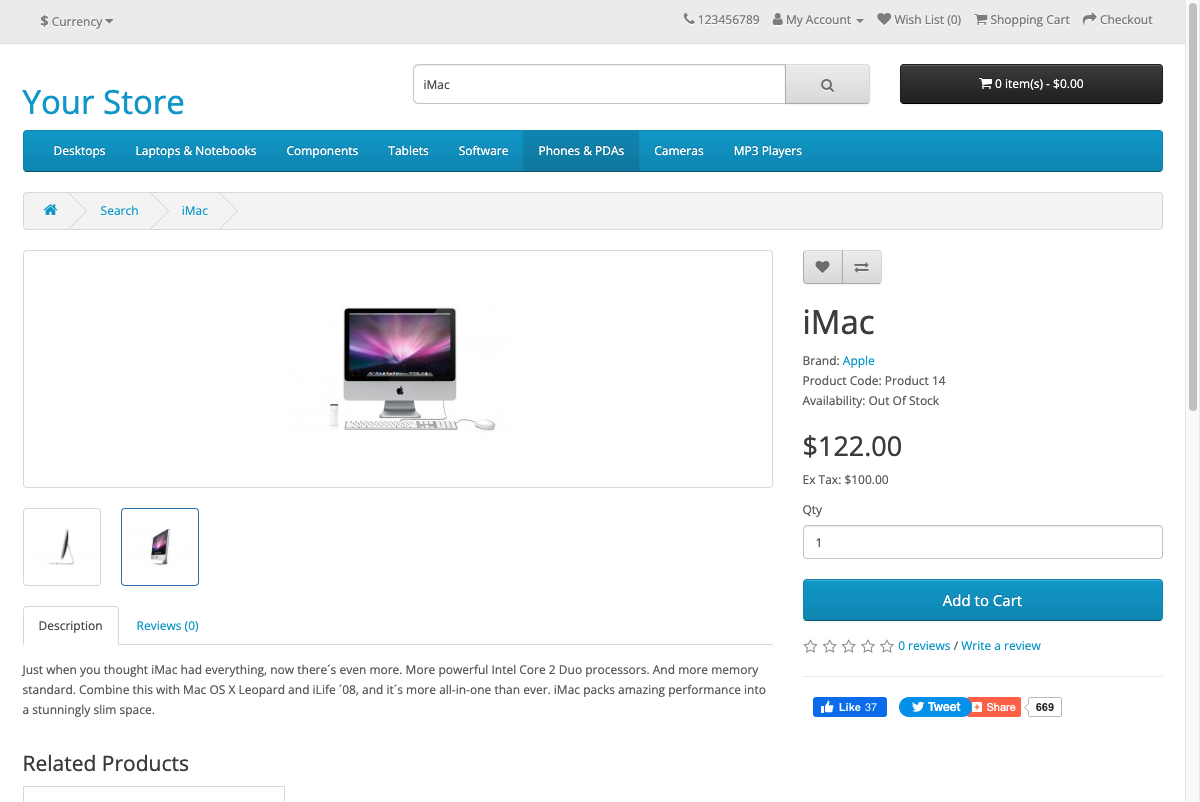 $ Currency
123456789 My Account Wish List (0) Shopping Cart Checkout
Your Store
iMac
0 item(s) - $0.00
Desktops Laptops & Notebooks Components Tablets Software Phones & PDAs Cameras MP3 Players
Search iMac
iMac
Brand: Apple
Product Code: Product 14
Availability: Out Of Stock
$122.00
Ex Tax: $100.00
Qty
1
Add to Cart
0 reviews / Write a review
Like 37 Tweet Share 669
Description Reviews (0)
Just when you thought iMac had everything, now there´s even more. More powerful Intel Core 2 Duo processors. And more memory
standard. Combine this with Mac OS X Leopard and iLife ´08, and it´s more all-in-one than ever. iMac packs amazing performance into
a stunningly slim space.
Related Products